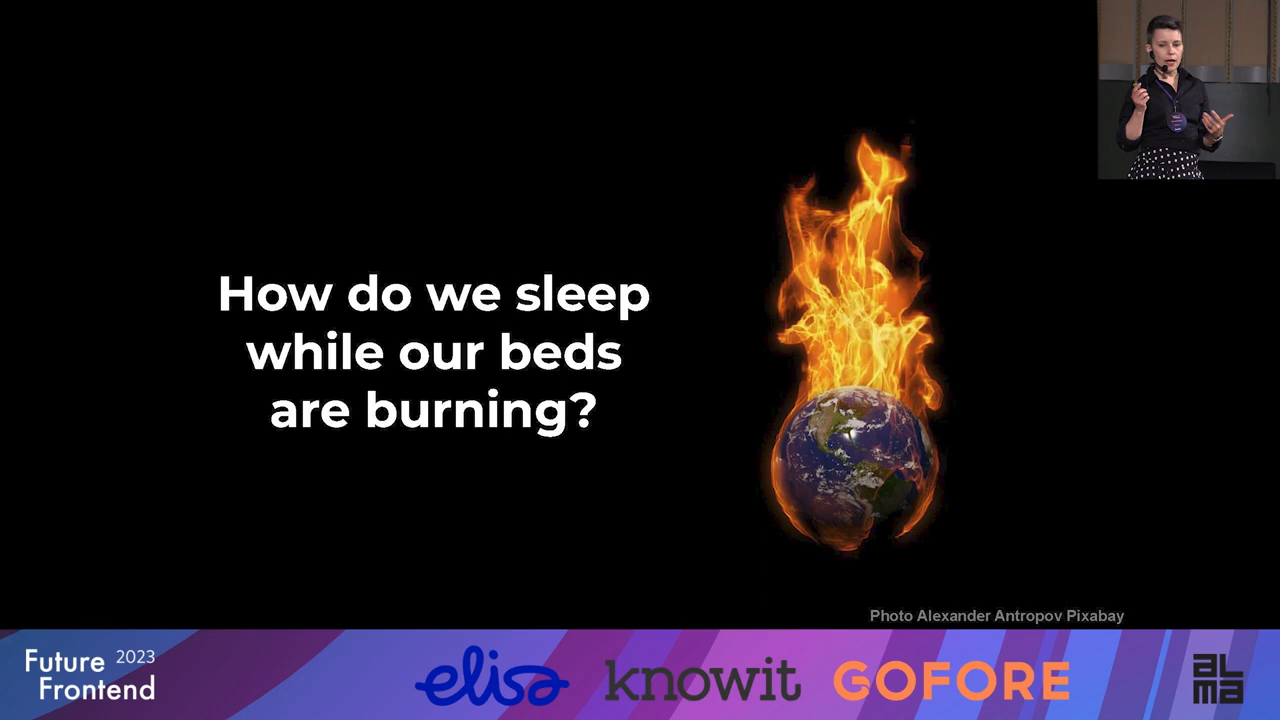 How do we sleep
while our beds
are burning?
Photo Alexander Antropov Pixabay
Future 2023
Frontend
elisa
knowit
GOFORE
aL
ma